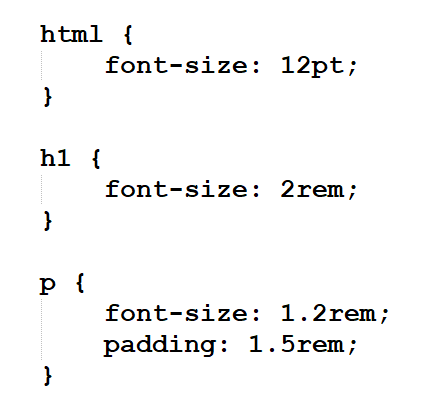 html {
    font-size: 12pt;
}

h1 {
    font-size: 2rem;
}

p {
    font-size: 1.2rem;
    padding: 1.5rem;
}